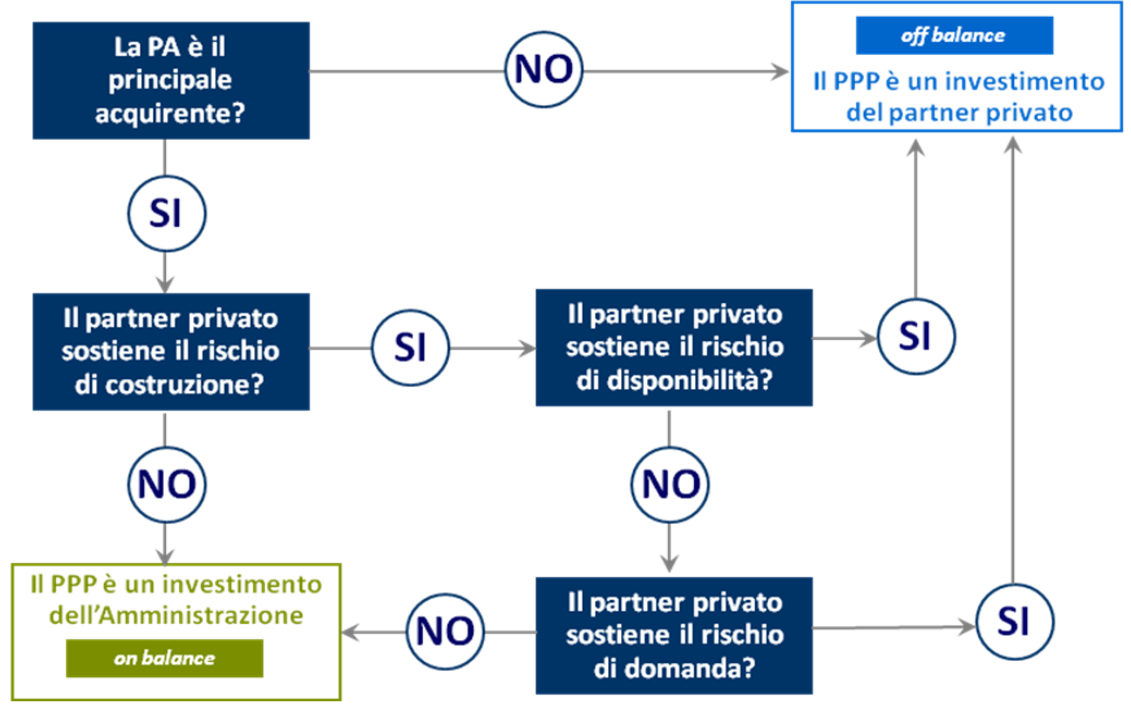 La PA è il
principale
acquirente?
NO
off balance
Il PPP è un investimento
del partner privato
SI
Il partner privato
sostiene il rischio
di costruzione?
SI
Il partner privato
sostiene il rischio
di disponibilità?
SI
NO
NO
Il PPP è un investimento
dell’Amministrazione
on balance
NO
Il partner privato
sostiene il rischio
di domanda?
SI